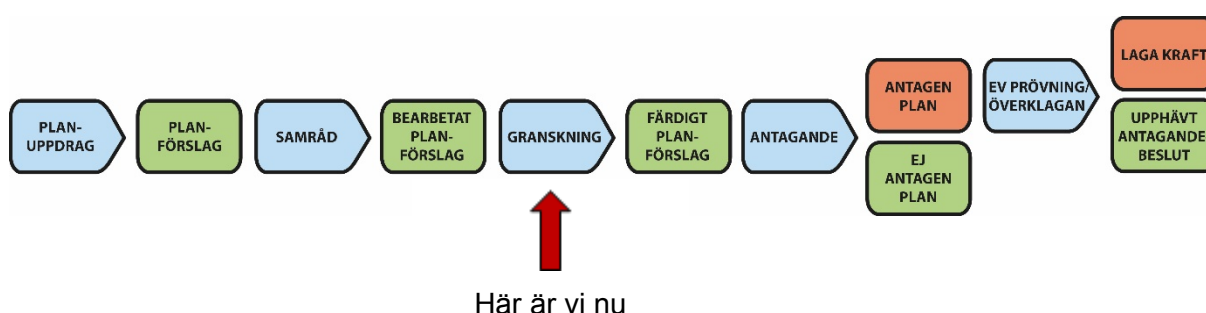 PLAN-
UPPDRAG
PLAN-
FÖRSLAG
SAMRÅD
BEARBETAT
PLAN-
FÖRSLAG
GRANSKNING
FÄRDIGT
PLAN-
FÖRSLAG
ANTAGANDE
ANTAGEN
PLAN
EJ
ANTAGEN
PLAN
EV PRÖVNING/
ÖVERKLAGAN
LAGA KRAFT
UPPHÄVT
ANTAGANDE
BESLUT
Här är vi nu